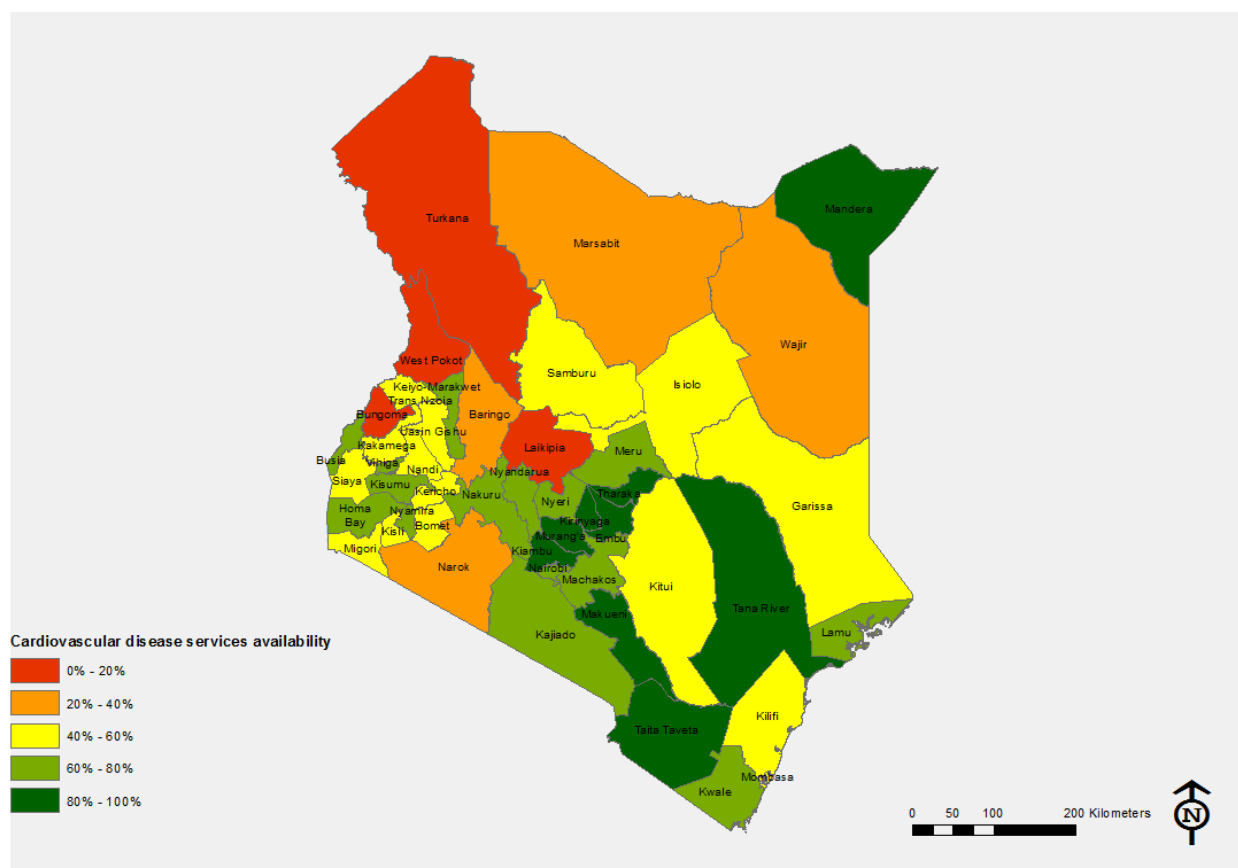 Mandera
Turkana
Marsabit
Wajir
West Pokot
Samburu
Isiolo
Keiyo-Marakwet
Trans Nzoia
Bungoma
Baringo
Uasin Gishu
Laikipia
Kakamega
Meru
Busia
Vihiga
Nandi
Nyandarua
Siaya
Kisumu
Kericho
Nakuru
Nyeri
Tharaka
Garissa
Homa
Bay
Nyamira
Kirinyaga
Kisii
Bomet
Murang'a
Embu
Migori
Kiambu
Narok
Nairobi
Machakos
Kitui
Makueni
Tana River
Kajiado
Lamu
Kilifi
Taita Taveta
Mombasa
Kwale
Cardiovascular disease services availability
0% - 20%
20% - 40%
40% - 60%
60% - 80%
80% - 100%
0 50 100 200 Kilometers
N